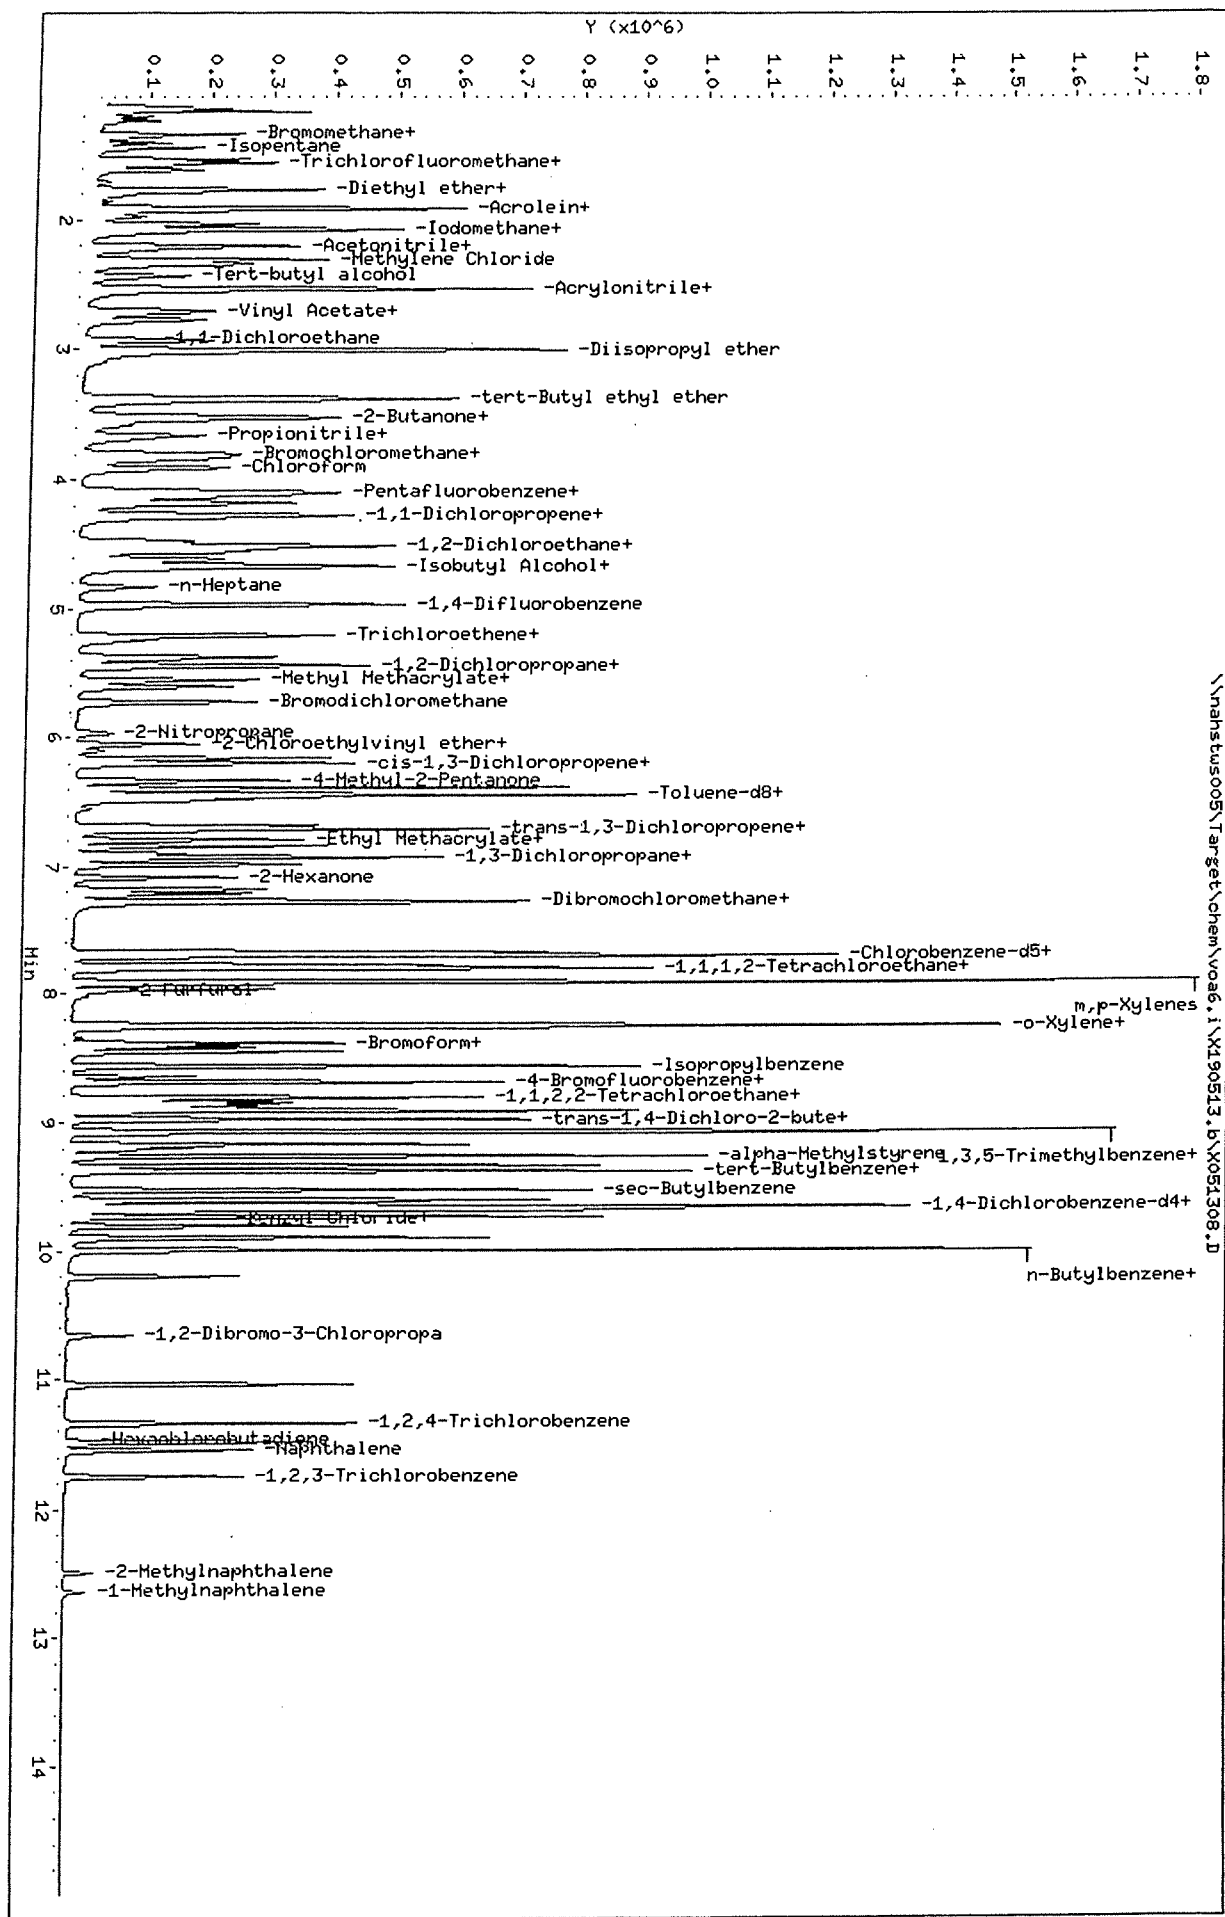 Y (x10^6)
0.1
0.2
0.3
0.4
0.5
0.6
0.7
0.8
0.9
1.0
1.1
1.2
1.3
1.4
1.5
1.6
1.7
1.8
\\nahstws005\Target\chem\voa6.i\X190513.b\X051308.D
-Bromomethane+
-Isopentane
-Trichlorofluoromethane+
-Diethyl ether+
-Acrolein+
-Iodomethane+
-Acetonitrile+
-Methylene Chloride
-Tert-butyl alcohol
-Acrylonitrile+
-Vinyl Acetate+
-1,1-Dichloroethane
-Diisopropyl ether
-tert-Butyl ethyl ether
-2-Butanone+
-Propionitrile+
-Bromochloromethane+
-Chloroform
-Pentafluorobenzene+
-1,1-Dichloropropene+
-1,2-Dichloroethane+
-Isobutyl Alcohol+
-n-Heptane
-1,4-Difluorobenzene
-Trichloroethene+
-1,2-Dichloropropane+
-Methyl Methacrylate+
-Bromodichloromethane
-2-Nitropropane
-2-Chloroethylvinyl ether+
-cis-1,3-Dichloropropene+
-4-Methyl-2-Pentanone
-Toluene-d8+
-trans-1,3-Dichloropropene+
-Ethyl Methacrylate+
-1,3-Dichloropropane+
-2-Hexanone
-Dibromochloromethane+
-Chlorobenzene-d5+
-1,1,1,2-Tetrachloroethane+
-2-Furfural
m,p-Xylenes
-o-Xylene+
-Bromoform+
-Isopropylbenzene
-4-Bromofluorobenzene+
-1,1,2,2-Tetrachloroethane+
-trans-1,4-Dichloro-2-bute+
-alpha-Methylstyrene
1,3,5-Trimethylbenzene+
-tert-Butylbenzene+
-sec-Butylbenzene
-1,4-Dichlorobenzene-d4+
-Benzyl Chloride+
n-Butylbenzene+
-1,2-Dibromo-3-Chloropropa
-1,2,4-Trichlorobenzene
-Hexachlorobutadiene
-Naphthalene
-1,2,3-Trichlorobenzene
-2-Methylnaphthalene
-1-Methylnaphthalene
2
3
4
5
6
7
8
9
10
11
12
13
14
Min